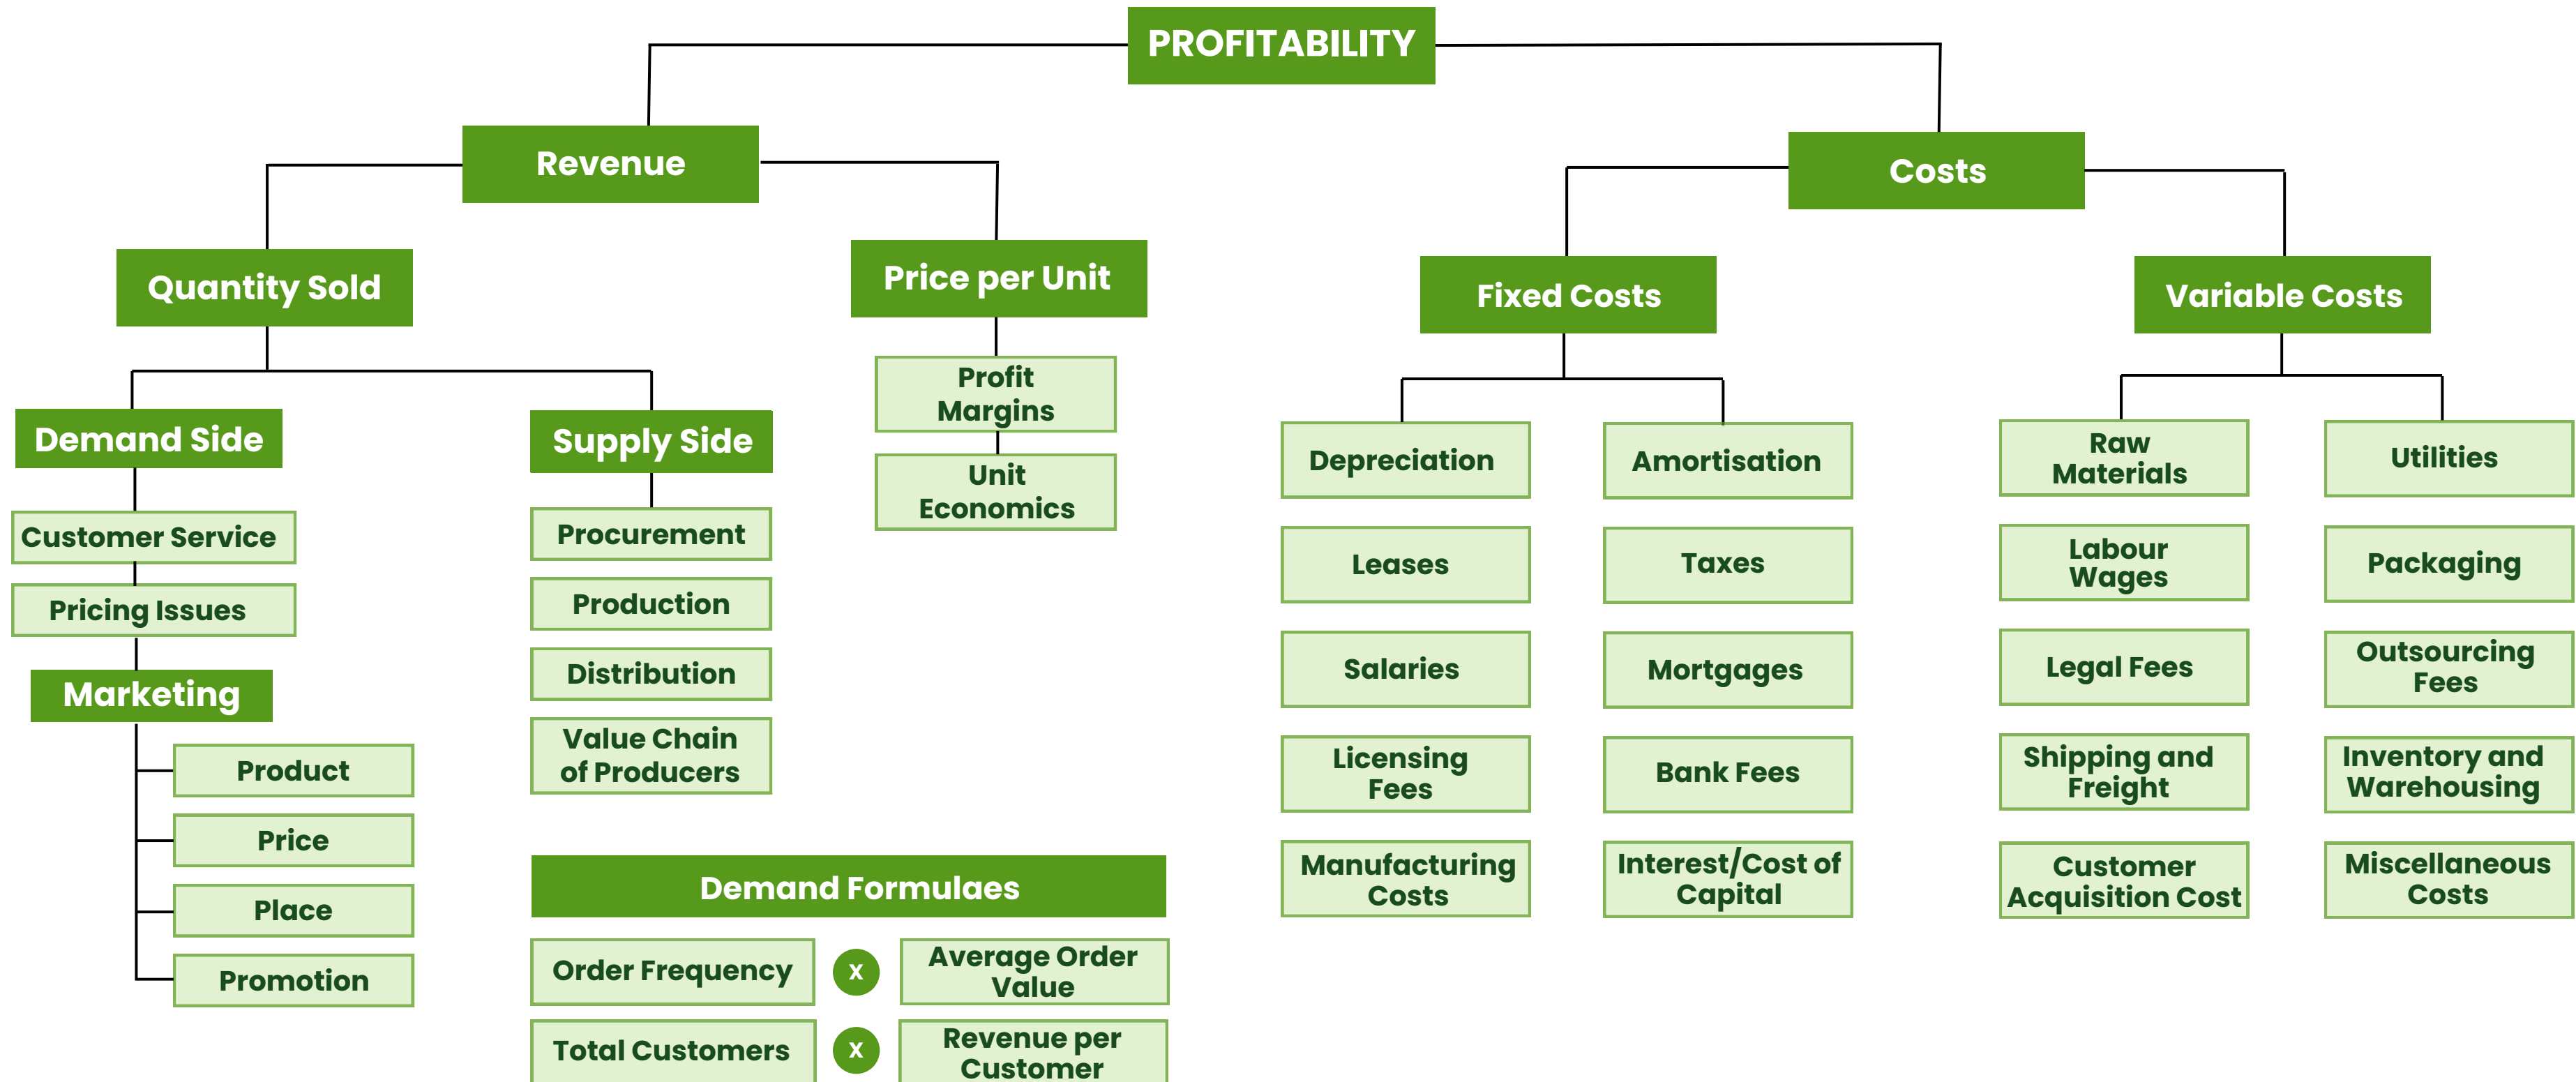 PROFITABILITY
Revenue
Costs
Quantity Sold
Price per Unit
Fixed Costs
Variable Costs
Demand Side
Customer Service
Pricing Issues
Marketing
Product
Price
Place
Promotion
Supply Side
Procurement
Production
Distribution
Value Chain
of Producers
Profit
Margins
Unit
Economics
Demand Formulaes
Order Frequency
X
Average Order
Value
Total Customers
X
Revenue per
Customer
Depreciation
Leases
Salaries
Licensing
Fees
Manufacturing
Costs
Amortisation
Taxes
Mortgages
Bank Fees
Interest/Cost of
Capital
Raw
Materials
Labour
Wages
Legal Fees
Shipping and
Freight
Customer
Acquisition Cost
Utilities
Packaging
Outsourcing
Fees
Inventory and
Warehousing
Miscellaneous
Costs